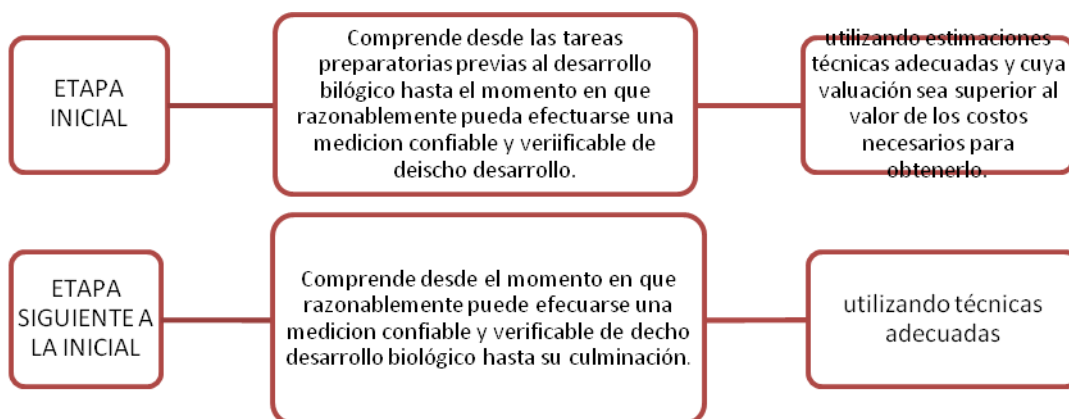 ETAPA
INICIAL
Comprende desde las tareas
preparatorias previas al desarrollo
bilógico hasta el momento en que
razonablemente pueda efectuarse una
medicion confiable y veriificable de
deischo desarrollo.
utilizando estimaciones
técnicas adecuadas y cuya
valuación sea superior al
valor de los costos
necesarios para
obtenerlo.
ETAPA
SIGUIENTE A
LA INICIAL
Comprende desde el momento en que
razonablemente puede efecuarse una
medicion confiable y verificable de decho
desarrollo biológico hasta su culminación.
utilizando técnicas
adecuadas